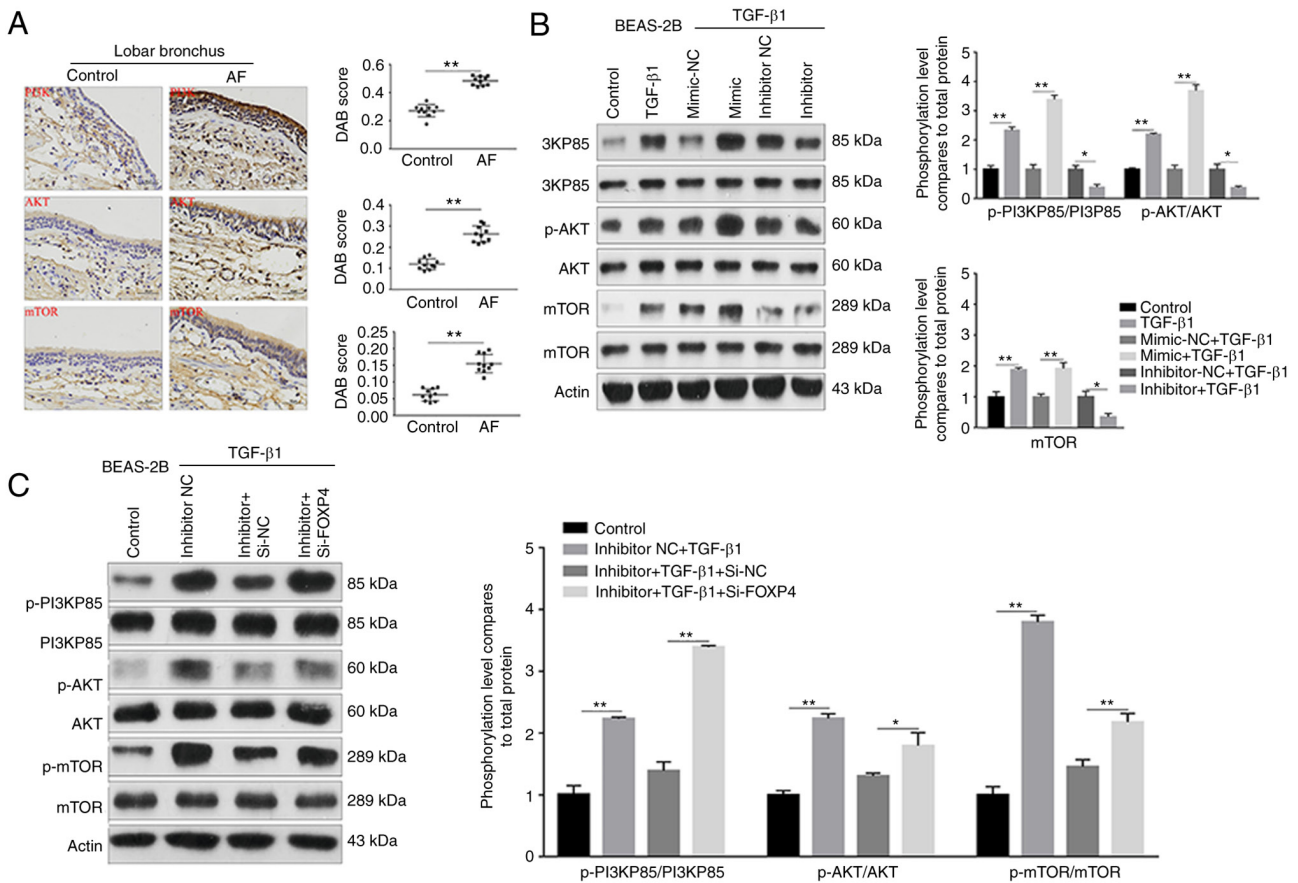 A
Lobar bronchus
Control
AF
PI3K
PI3K
AKT
AKT
mTOR
mTOR
DAB score
0.6
0.4
0.2
0.0
**
Control
AF
DAB score
0.4
0.3
0.2
0.1
0.0
**
Control
AF
DAB score
0.25
0.20
0.15
0.10
0.05
0.00
**
Control
AF
B
BEAS-2B
TGF-β1
Control
TGF-β1
Mimic-NC
Mimic
Inhibitor NC
Inhibitor
3KP85
85 kDa
3KP85
85 kDa
p-AKT
60 kDa
AKT
60 kDa
mTOR
289 kDa
mTOR
289 kDa
Actin
43 kDa
Phosphorylation level
compares to total protein
5
4
3
2
1
0
**
**
*
**
**
*
p-PI3KP85/PI3P85
p-AKT/AKT
Phosphorylation level
compares to total protein
5
4
3
2
1
0
**
**
*
mTOR
Control
TGF-β1
Mimic-NC+TGF-β1
Mimic+TGF-β1
Inhibitor-NC+TGF-β1
Inhibitor+TGF-β1
C
BEAS-2B
TGF-β1
Control
Inhibitor NC
Inhibitor+
Si-NC
Inhibitor+
Si-FOXP4
p-PI3KP85
85 kDa
PI3KP85
85 kDa
p-AKT
60 kDa
AKT
60 kDa
p-mTOR
289 kDa
mTOR
289 kDa
Actin
43 kDa
Control
Inhibitor NC+TGF-β1
Inhibitor+TGF-β1+Si-NC
Inhibitor+TGF-β1+Si-FOXP4
Phosphorylation level compares
to total protein
5
4
3
2
1
0
**
**
**
*
**
**
p-PI3KP85/PI3KP85
p-AKT/AKT
p-mTOR/mTOR